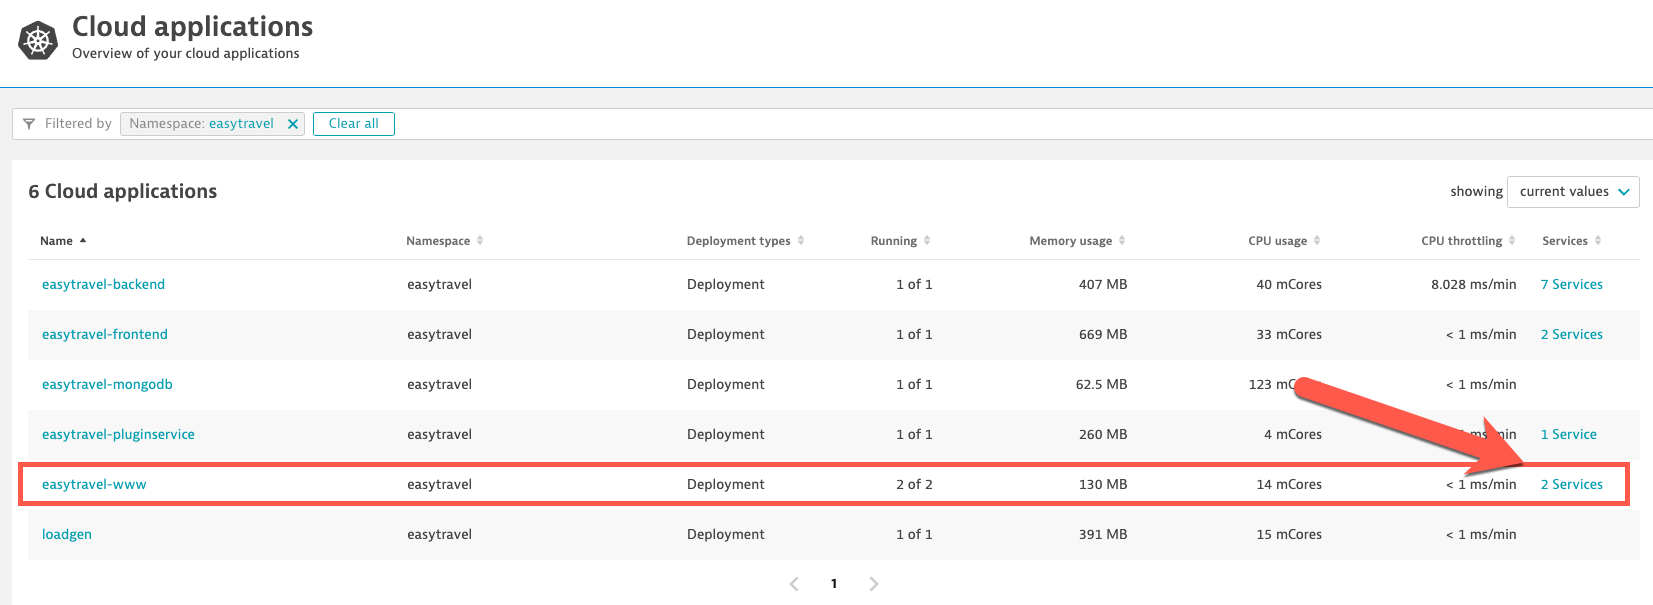 Cloud applications
Overview of your cloud applications
Filtered by Namespace: easytravel Clear all
6 Cloud applications showing current values
Name Namespace Deployment types Running Memory usage CPU usage CPU throttling Services
easytravel-backend easytravel Deployment 1 of 1 407 MB 40 mCores 8.028 ms/min 7 Services
easytravel-frontend easytravel Deployment 1 of 1 669 MB 33 mCores < 1 ms/min 2 Services
easytravel-mongodb easytravel Deployment 1 of 1 62.5 MB 123 < 1 ms/min
easytravel-pluginservice easytravel Deployment 1 of 1 260 MB 4 mCores 1 Service
easytravel-www easytravel Deployment 2 of 2 130 MB 14 mCores < 1 ms/min 2 Services
loadgen easytravel Deployment 1 of 1 391 MB 15 mCores < 1 ms/min
1